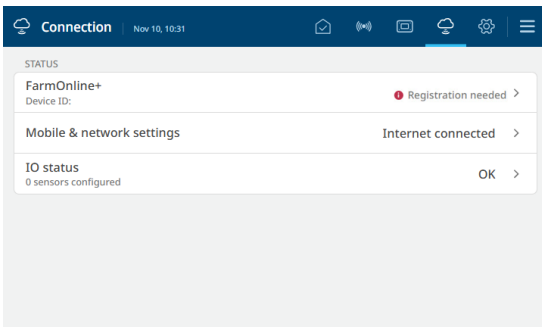 Connection Nov 10, 10:31
STATUS
FarmOnline+
Device ID:
Registration needed
Mobile & network settings
Internet connected
IO status
0 sensors configured
OK